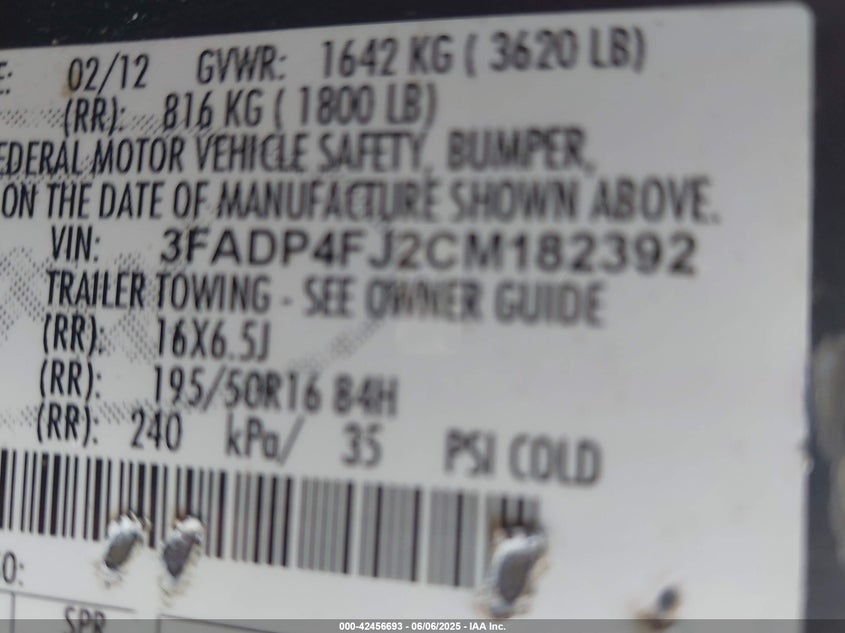 E: 02/12 GVWR: 1642 KG ( 3620 LB)
(RR): 816 KG ( 1800 LB)
FEDERAL MOTOR VEHICLE SAFETY, BUMPER,
ON THE DATE OF MANUFACTURE SHOWN ABOVE.
VIN: 3FADP4FJ2CM182392
TRAILER TOWING - SEE OWNER GUIDE
(RR): 16X6.5J
(RR): 195/50R16 84H
(RR): 240 kPa/ 35 PSI COLD
O:
SPR
000-42456693 - 06/06/2025 - IAA Inc.